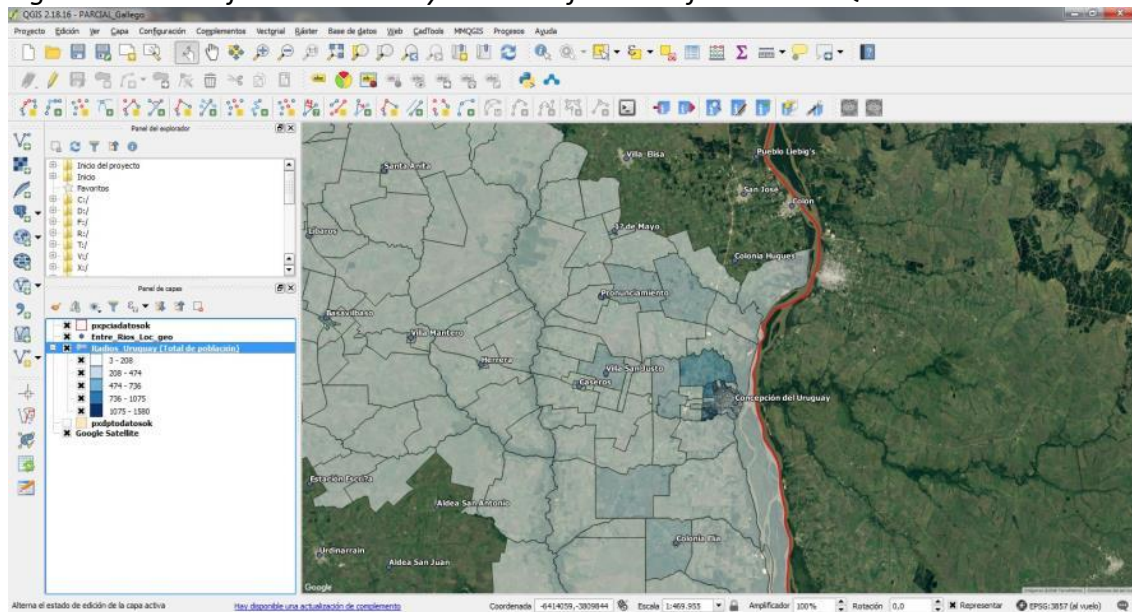 QGIS 2.18.16 - PARCIAL_Gallego
Proyecto Edición Ver Capa Configuración Complementos Vectorial Ráster Base de datos Web CadTools MMQGIS Procesos Ayuda
Panel del explorador
Inicio del proyecto
Inicio
Favoritos
C:/
D:/
F:/
R:/
T:/
V:/
X:/
Panel de capas
pxpciadatosok
Entre_Rios_Loc_geo
Radios_Uruguay (Total de población)
3 - 208
208 - 474
474 - 736
736 - 1075
1075 - 1580
pxdptodatosok
Google Satellite
Santa Anita
Villa Elisa
Pueblo Liebig's
San José
Colón
17 de Mayo
Líbaros
Colonia Hugues
Pronunciamiento
Basavilbaso
Villa Mantero
Herrera
Villa San Justo
Caseros
Concepción del Uruguay
Estación Escriña
Aldea San Antonio
Colonia Elía
Urdinarrain
Aldea San Juan
Google
Alterna el estado de edición de la capa activa Hay disponible una actualización de complemento Coordenada -6414059,-3809844 Escala 1:469.955 Amplificador 100% Rotación 0,0 Representar EPSG:3857 (al vuelo)